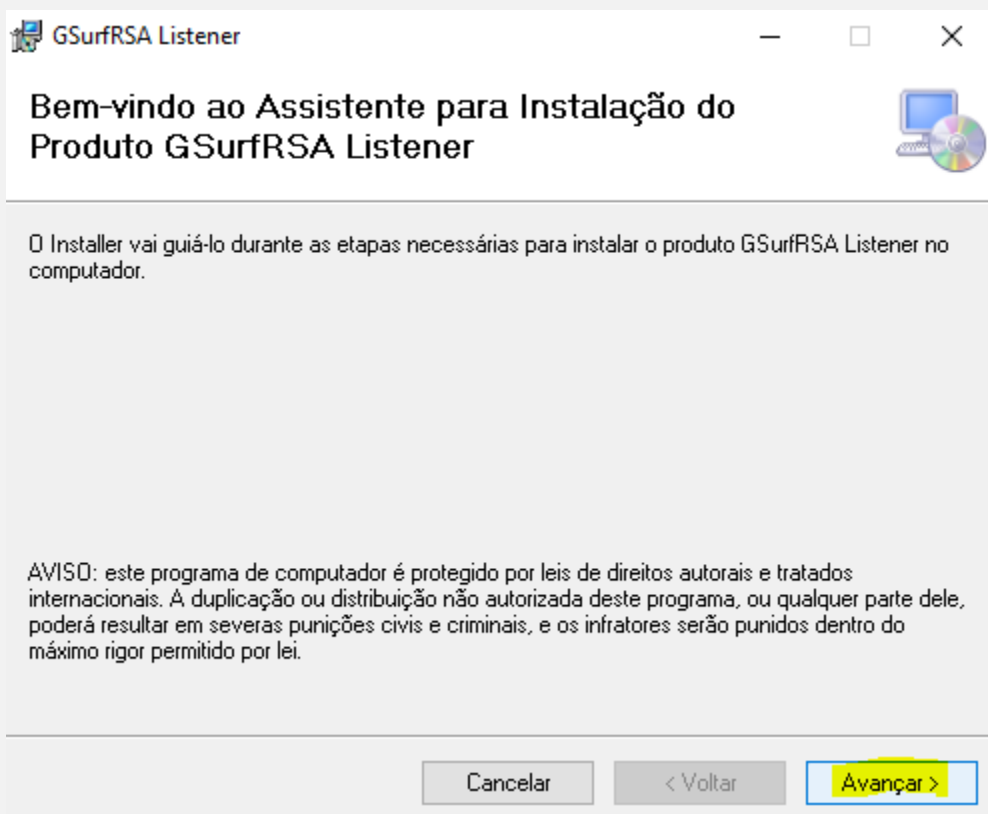 GSurfRSA Listener
Bem-vindo ao Assistente para Instalação do
Produto GSurfRSA Listener
O Installer vai guiá-lo durante as etapas necessárias para instalar o produto GSurfRSA Listener no
computador.
AVISO: este programa de computador é protegido por leis de direitos autorais e tratados
internacionais. A duplicação ou distribuição não autorizada deste programa, ou qualquer parte dele,
poderá resultar em severas punições civis e criminais, e os infratores serão punidos dentro do
máximo rigor permitido por lei.
Cancelar
< Voltar
Avançar >